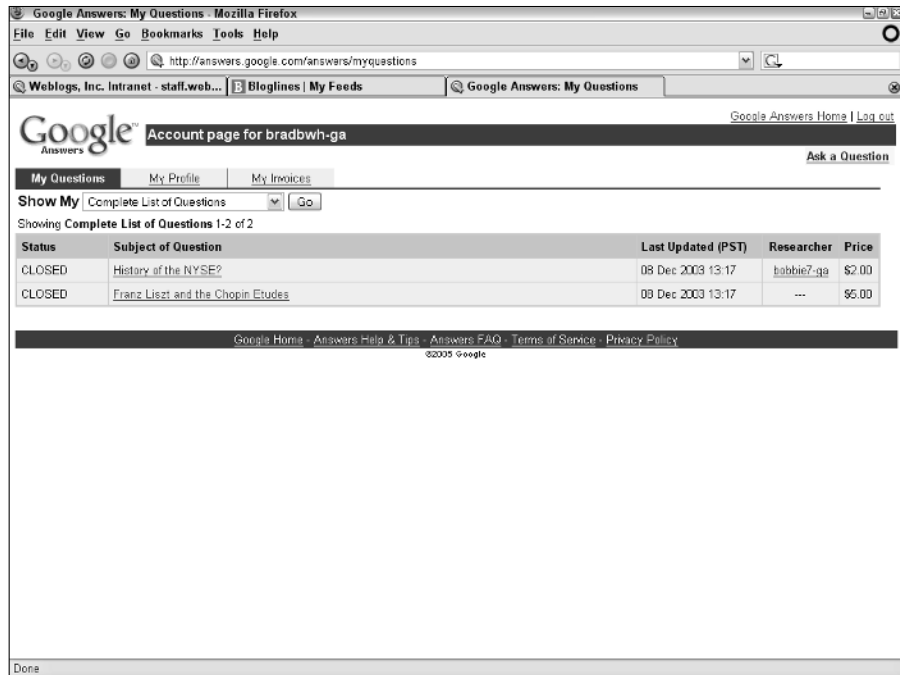 Google Answers: My Questions - Mozilla Firefox
File Edit View Go Bookmarks Tools Help
http://answers.google.com/answers/myquestions
Weblogs, Inc. Intranet - staff.web... Bloglines | My Feeds Google Answers: My Questions
Google Answers Home | Log out
Google™ Answers
Account page for bradbwh-ga
Ask a Question
My Questions My Profile My Invoices
Show My Complete List of Questions Go
Showing Complete List of Questions 1-2 of 2
Status Subject of Question Last Updated (PST) Researcher Price
CLOSED History of the NYSE? 08 Dec 2003 13:17 bobbie7-ga $2.00
CLOSED Franz Liszt and the Chopin Etudes 08 Dec 2003 13:17 --- $5.00
Google Home - Answers Help & Tips - Answers FAQ - Terms of Service - Privacy Policy
©2005 Google
Done